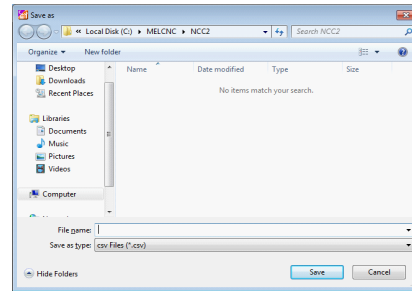 Save as
« Local Disk (C:) ▸ MELCNC ▸ NCC2
Search NCC2
Organize
New folder
Name
Date modified
Type
Size
No items match your search.
Desktop
Downloads
Recent Places
Libraries
Documents
Music
Pictures
Videos
Computer
File name:
Save as type: csv Files (*.csv)
Hide Folders
Save
Cancel